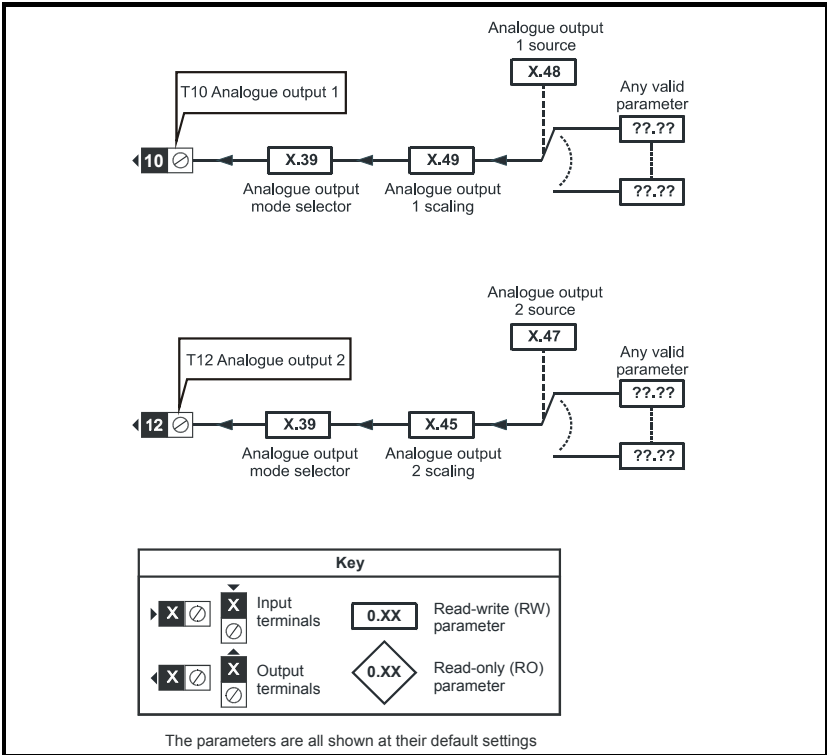 Analogue output
1 source
X.48
Any valid
parameter
??.??
??.??
T10 Analogue output 1
10
X.39
X.49
Analogue output
mode selector
Analogue output
1 scaling
Analogue output
2 source
X.47
Any valid
parameter
??.??
??.??
T12 Analogue output 2
12
X.39
X.45
Analogue output
mode selector
Analogue output
2 scaling
Key
X
X
Input
terminals
0.XX
Read-write (RW)
parameter
X
X
Output
terminals
0.XX
Read-only (RO)
parameter
The parameters are all shown at their default settings